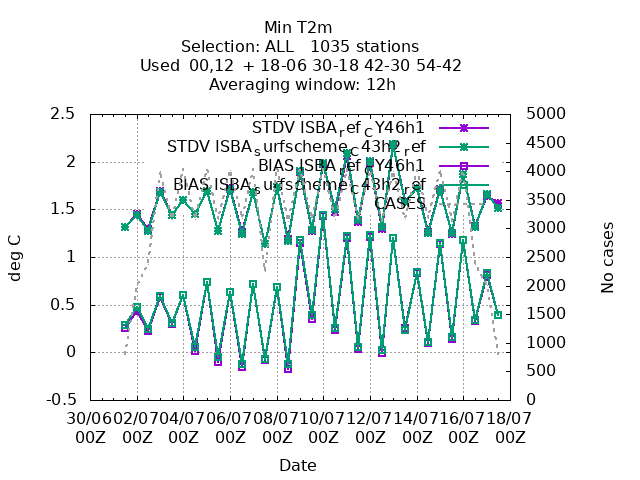 Min T2m
Selection: ALL   1035 stations
Used  00,12  + 18-06 30-18 42-30 54-42
Averaging window: 12h
STDV ISBA_ref_CY46h1
STDV ISBA_surfscheme_C43h2_ref
BIAS ISBA_ref_CY46h1
BIAS ISBA_surfscheme_C43h2_ref
CASES
2.5
2
1.5
1
0.5
0
-0.5
deg C
5000
4500
4000
3500
3000
2500
2000
1500
1000
500
0
No cases
30/06 02/07 04/07 06/07 08/07 10/07 12/07 14/07 16/07 18/07
00Z 00Z 00Z 00Z 00Z 00Z 00Z 00Z 00Z 00Z
Date